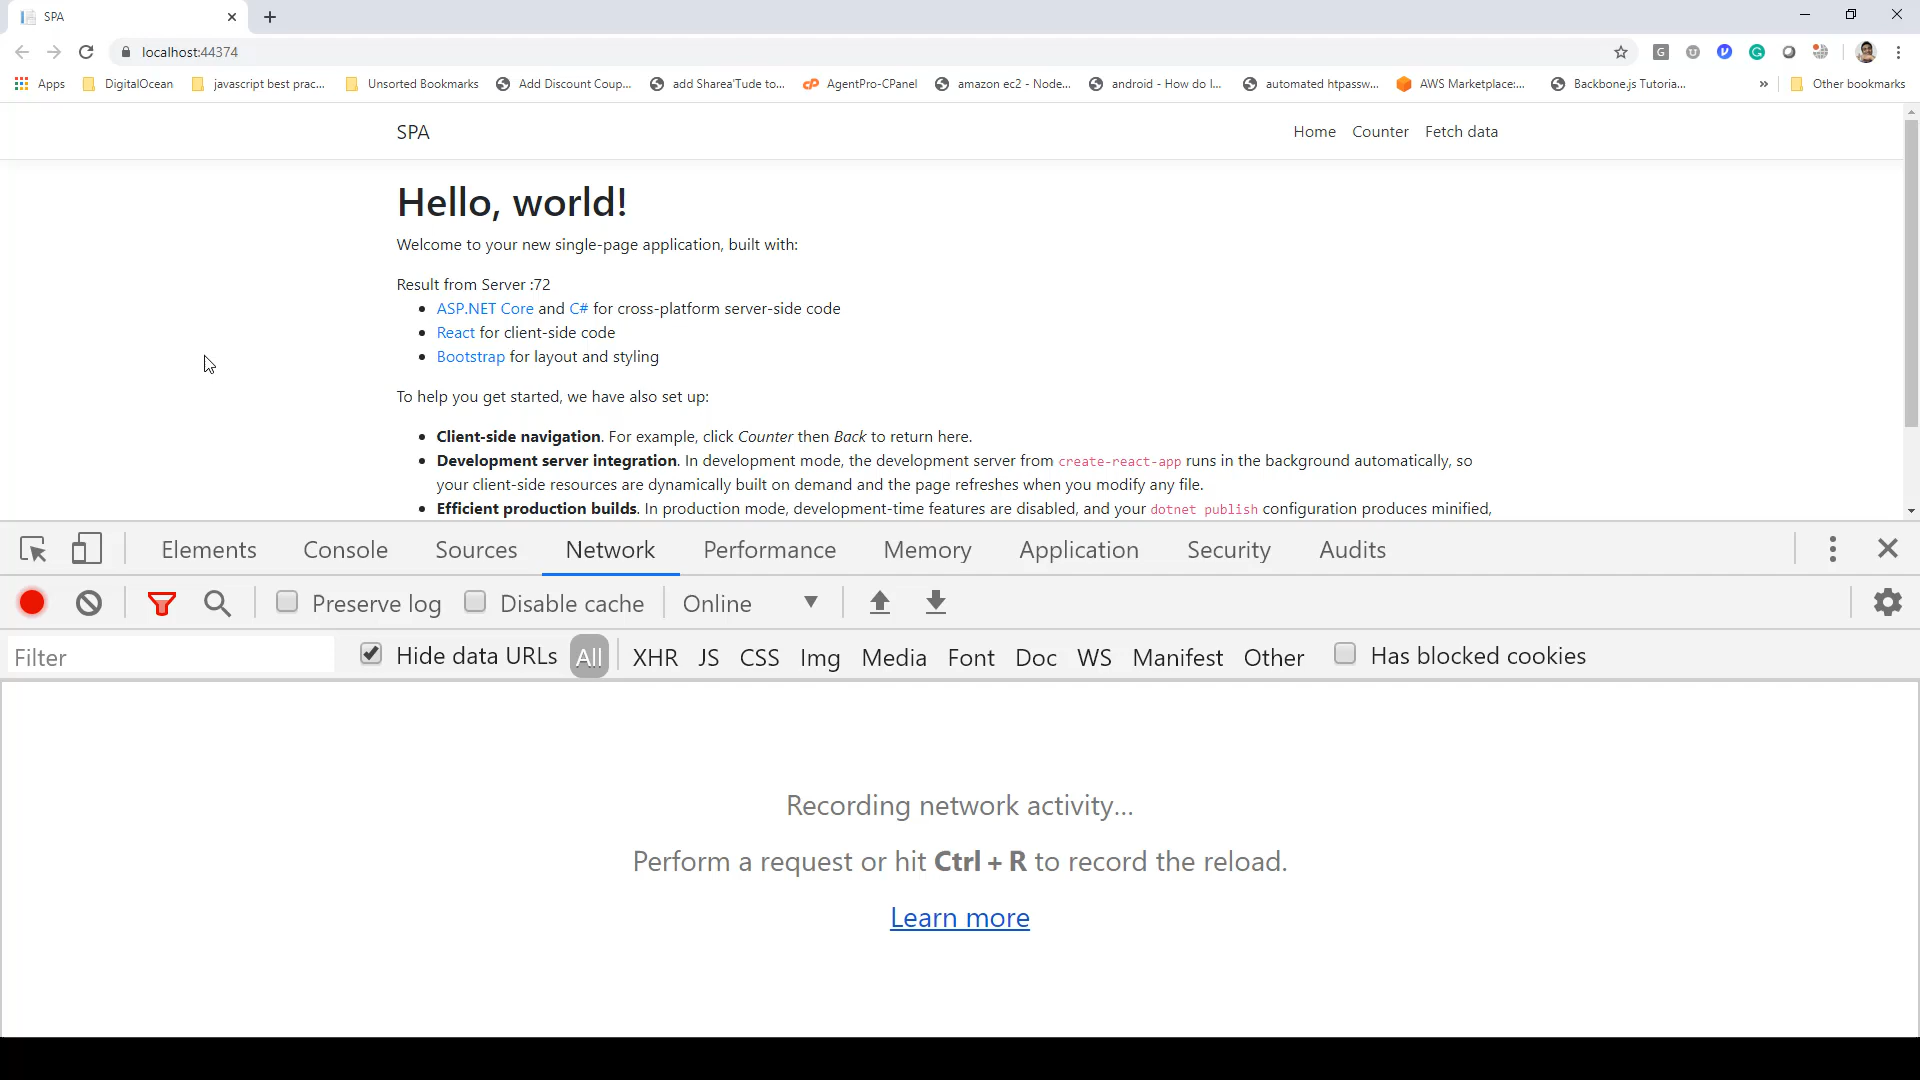 SPA
localhost:44374
Apps DigitalOcean javascript best prac... Unsorted Bookmarks Add Discount Coup... add Sharea'Tude to... AgentPro-CPanel amazon ec2 - Node... android - How do I... automated htpassw... AWS Marketplace:... Backbone.js Tutoria... » Other bookmarks
SPA Home Counter Fetch data
Hello, world!
Welcome to your new single-page application, built with:
Result from Server :72
• ASP.NET Core and C# for cross-platform server-side code
• React for client-side code
• Bootstrap for layout and styling
To help you get started, we have also set up:
• Client-side navigation. For example, click Counter then Back to return here.
• Development server integration. In development mode, the development server from create-react-app runs in the background automatically, so
your client-side resources are dynamically built on demand and the page refreshes when you modify any file.
• Efficient production builds. In production mode, development-time features are disabled, and your dotnet publish configuration produces minified,
Elements Console Sources Network Performance Memory Application Security Audits
Preserve log Disable cache Online
Filter Hide data URLs All XHR JS CSS Img Media Font Doc WS Manifest Other Has blocked cookies
Recording network activity...
Perform a request or hit Ctrl + R to record the reload.
Learn more